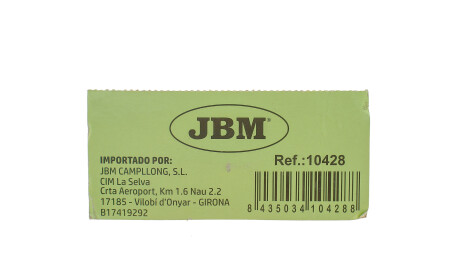 JBM®
IMPORTADO POR:
JBM CAMPLLONG, S.L.
CIM La Selva
Crta Aeroport, Km 1.6 Nau 2.2
17185 - Vilobí d'Onyar - GIRONA
B17419292
Ref.:10428
8 435034 104288